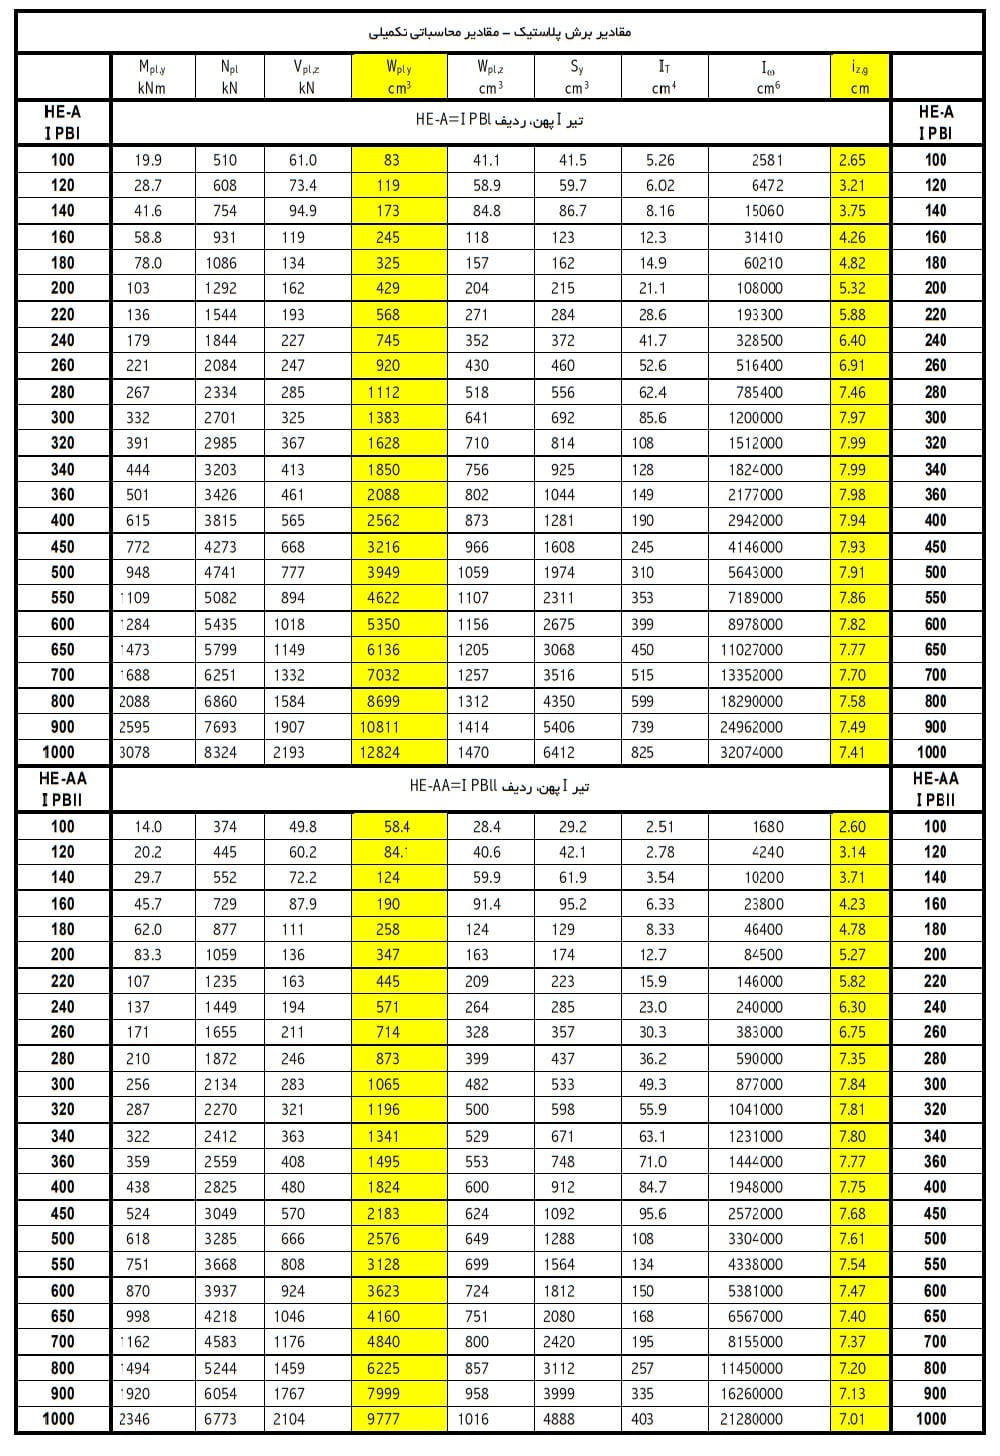 مقادیر برش پلاستیک – مقادیر محاسباتی تکمیلی
Mpl,y Npl Vpl,z Wply Wpl,z Sy IT Iω iz,g
kNm kN kN cm³ cm³ cm³ cm⁴ cm⁶ cm
HE-A تیر I پهن، ردیف HE-A=I PBl HE-A
I PBl I PBl
100 19.9 510 61.0 83 41.1 41.5 5.26 2581 2.65 100
120 28.7 608 73.4 119 58.9 59.7 6.02 6472 3.21 120
140 41.6 754 94.9 173 84.8 86.7 8.16 15060 3.75 140
160 58.8 931 119 245 118 123 12.3 31410 4.26 160
180 78.0 1086 134 325 157 162 14.9 60210 4.82 180
200 103 1292 162 429 204 215 21.1 108000 5.32 200
220 136 1544 193 568 271 284 28.6 193300 5.88 220
240 179 1844 227 745 352 372 41.7 328500 6.40 240
260 221 2084 247 920 430 460 52.6 516400 6.91 260
280 267 2334 285 1112 518 556 62.4 785400 7.46 280
300 332 2701 325 1383 641 692 85.6 1200000 7.97 300
320 391 2985 367 1628 710 814 108 1512000 7.99 320
340 444 3203 413 1850 756 925 128 1824000 7.99 340
360 501 3426 461 2088 802 1044 149 2177000 7.98 360
400 615 3815 565 2562 873 1281 190 2942000 7.94 400
450 772 4273 668 3216 966 1608 245 4146000 7.93 450
500 948 4741 777 3949 1059 1974 310 5643000 7.91 500
550 1109 5082 894 4622 1107 2311 353 7189000 7.86 550
600 1284 5435 1018 5350 1156 2675 399 8978000 7.82 600
650 1473 5799 1149 6136 1205 3068 450 11027000 7.77 650
700 1688 6251 1332 7032 1257 3516 515 13352000 7.70 700
800 2088 6860 1584 8699 1312 4350 599 18290000 7.58 800
900 2595 7693 1907 10811 1414 5406 739 24962000 7.49 900
1000 3078 8324 2193 12824 1470 6412 825 32074000 7.41 1000
HE-AA تیر I پهن، ردیف HE-AA=I PBll HE-AA
I PBII I PBII
100 14.0 374 49.8 58.4 28.4 29.2 2.51 1680 2.60 100
120 20.2 445 60.2 84.1 40.6 42.1 2.78 4240 3.14 120
140 29.7 552 72.2 124 59.9 61.9 3.54 10200 3.71 140
160 45.7 729 87.9 190 91.4 95.2 6.33 23800 4.23 160
180 62.0 877 111 258 124 129 8.33 46400 4.78 180
200 83.3 1059 136 347 163 174 12.7 84500 5.27 200
220 107 1235 163 445 209 223 15.9 146000 5.82 220
240 137 1449 194 571 264 285 23.0 240000 6.30 240
260 171 1655 211 714 328 357 30.3 383000 6.75 260
280 210 1872 246 873 399 437 36.2 590000 7.35 280
300 256 2134 283 1065 482 533 49.3 877000 7.84 300
320 287 2270 321 1196 500 598 55.9 1041000 7.81 320
340 322 2412 363 1341 529 671 63.1 1231000 7.80 340
360 359 2559 408 1495 553 748 71.0 1444000 7.77 360
400 438 2825 480 1824 600 912 84.7 1948000 7.75 400
450 524 3049 570 2183 624 1092 95.6 2572000 7.68 450
500 618 3285 666 2576 649 1288 108 3304000 7.61 500
550 751 3668 808 3128 699 1564 134 4338000 7.54 550
600 870 3937 924 3623 724 1812 150 5381000 7.47 600
650 998 4218 1046 4160 751 2080 168 6567000 7.40 650
700 1162 4583 1176 4840 800 2420 195 8155000 7.37 700
800 1494 5244 1459 6225 857 3112 257 11450000 7.20 800
900 1920 6054 1767 7999 958 3999 335 16260000 7.13 900
1000 2346 6773 2104 9777 1016 4888 403 21280000 7.01 1000